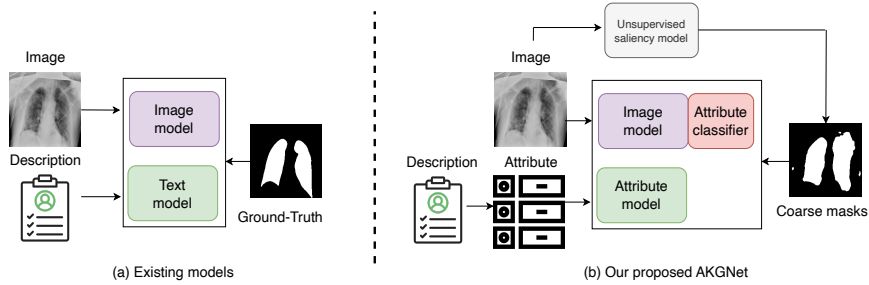 Image
Image
model
Description
Text
model
Ground-Truth
(a) Existing models
Unsupervised
saliency model
Image
Image
model
Attribute
classifier
Description
Attribute
Attribute
model
Coarse masks
(b) Our proposed AKGNet